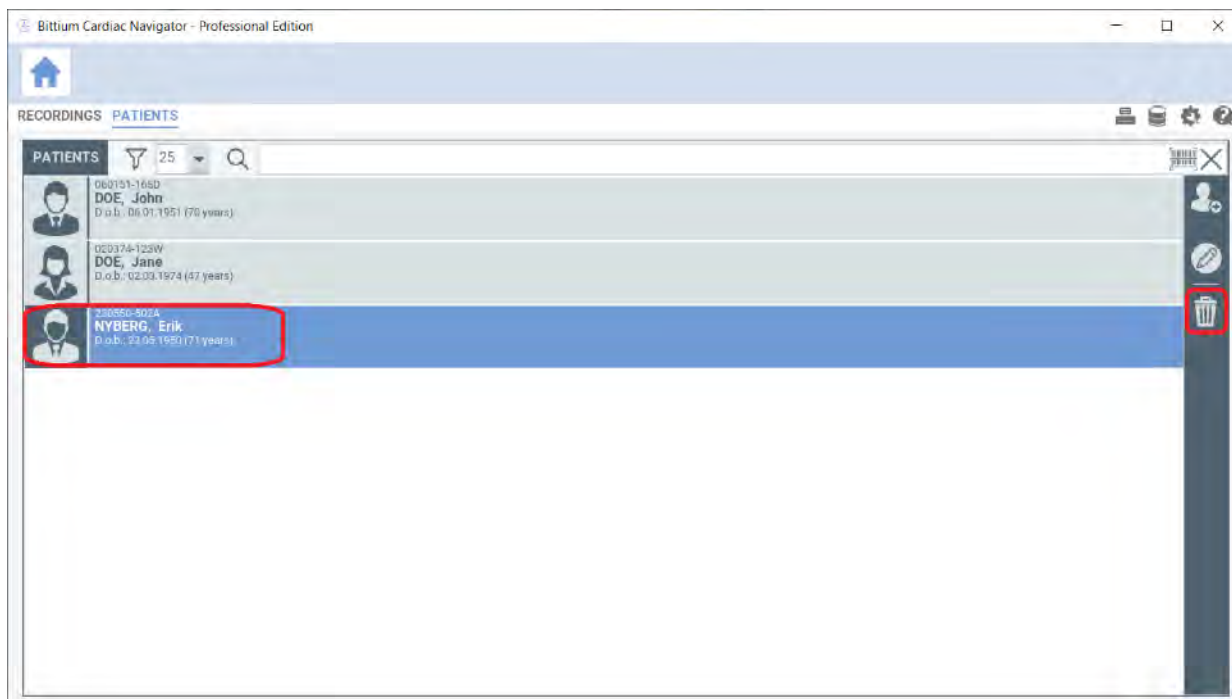 Bittium Cardiac Navigator - Professional Edition
RECORDINGS PATIENTS
PATIENTS 25
060151-166D
DOE, John
D.o.b.: 06.01.1951 (70 years)
020374-123W
DOE, Jane
D.o.b.: 02.03.1974 (47 years)
230550-502A
NYBERG, Erik
D.o.b.: 23.05.1950 (71 years)